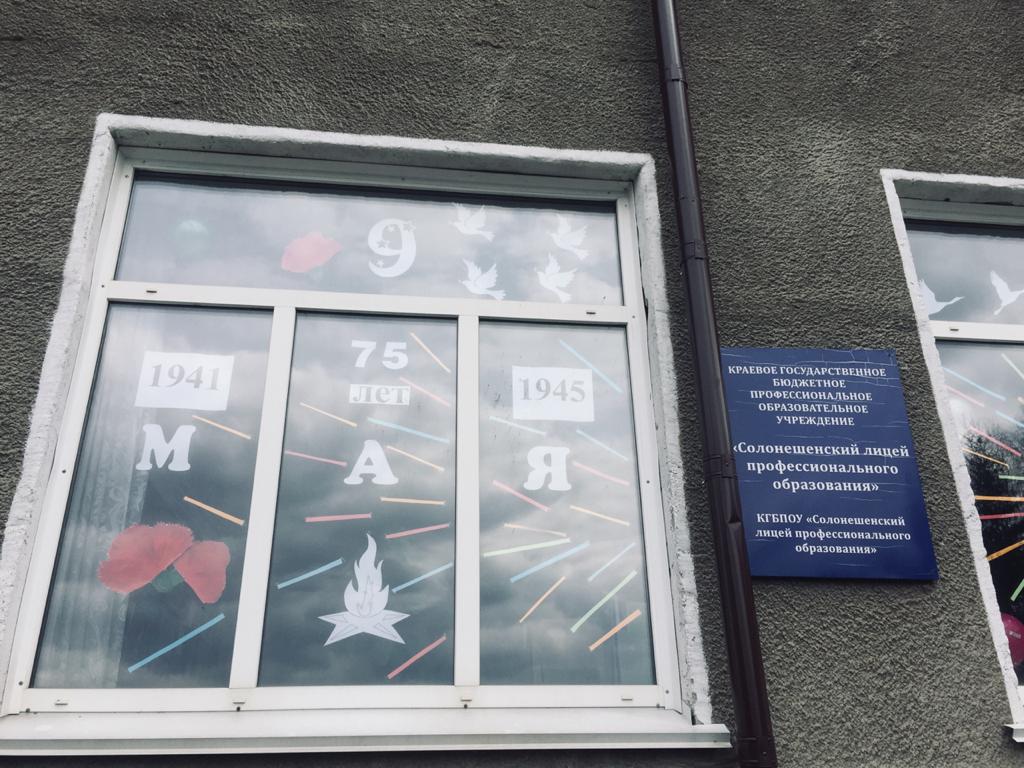 9
75
лет
1941
1945
М А Я
КРАЕВОЕ ГОСУДАРСТВЕННОЕ
БЮДЖЕТНОЕ
ПРОФЕССИОНАЛЬНОЕ
ОБРАЗОВАТЕЛЬНОЕ
УЧРЕЖДЕНИЕ
«Солонешенский лицей
профессионального
образования»
КГБПОУ «Солонешенский
лицей профессионального
образования»